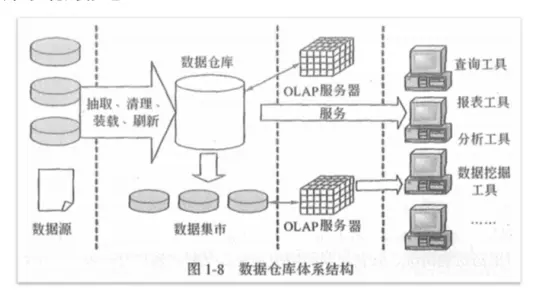 数据仓库
OLAP服务器
查询工具
抽取、清理、
装载、刷新
服务
报表工具
分析工具
数据挖掘
工具
数据源
数据集市
OLAP服务器
……
图 1-8 数据仓库体系结构